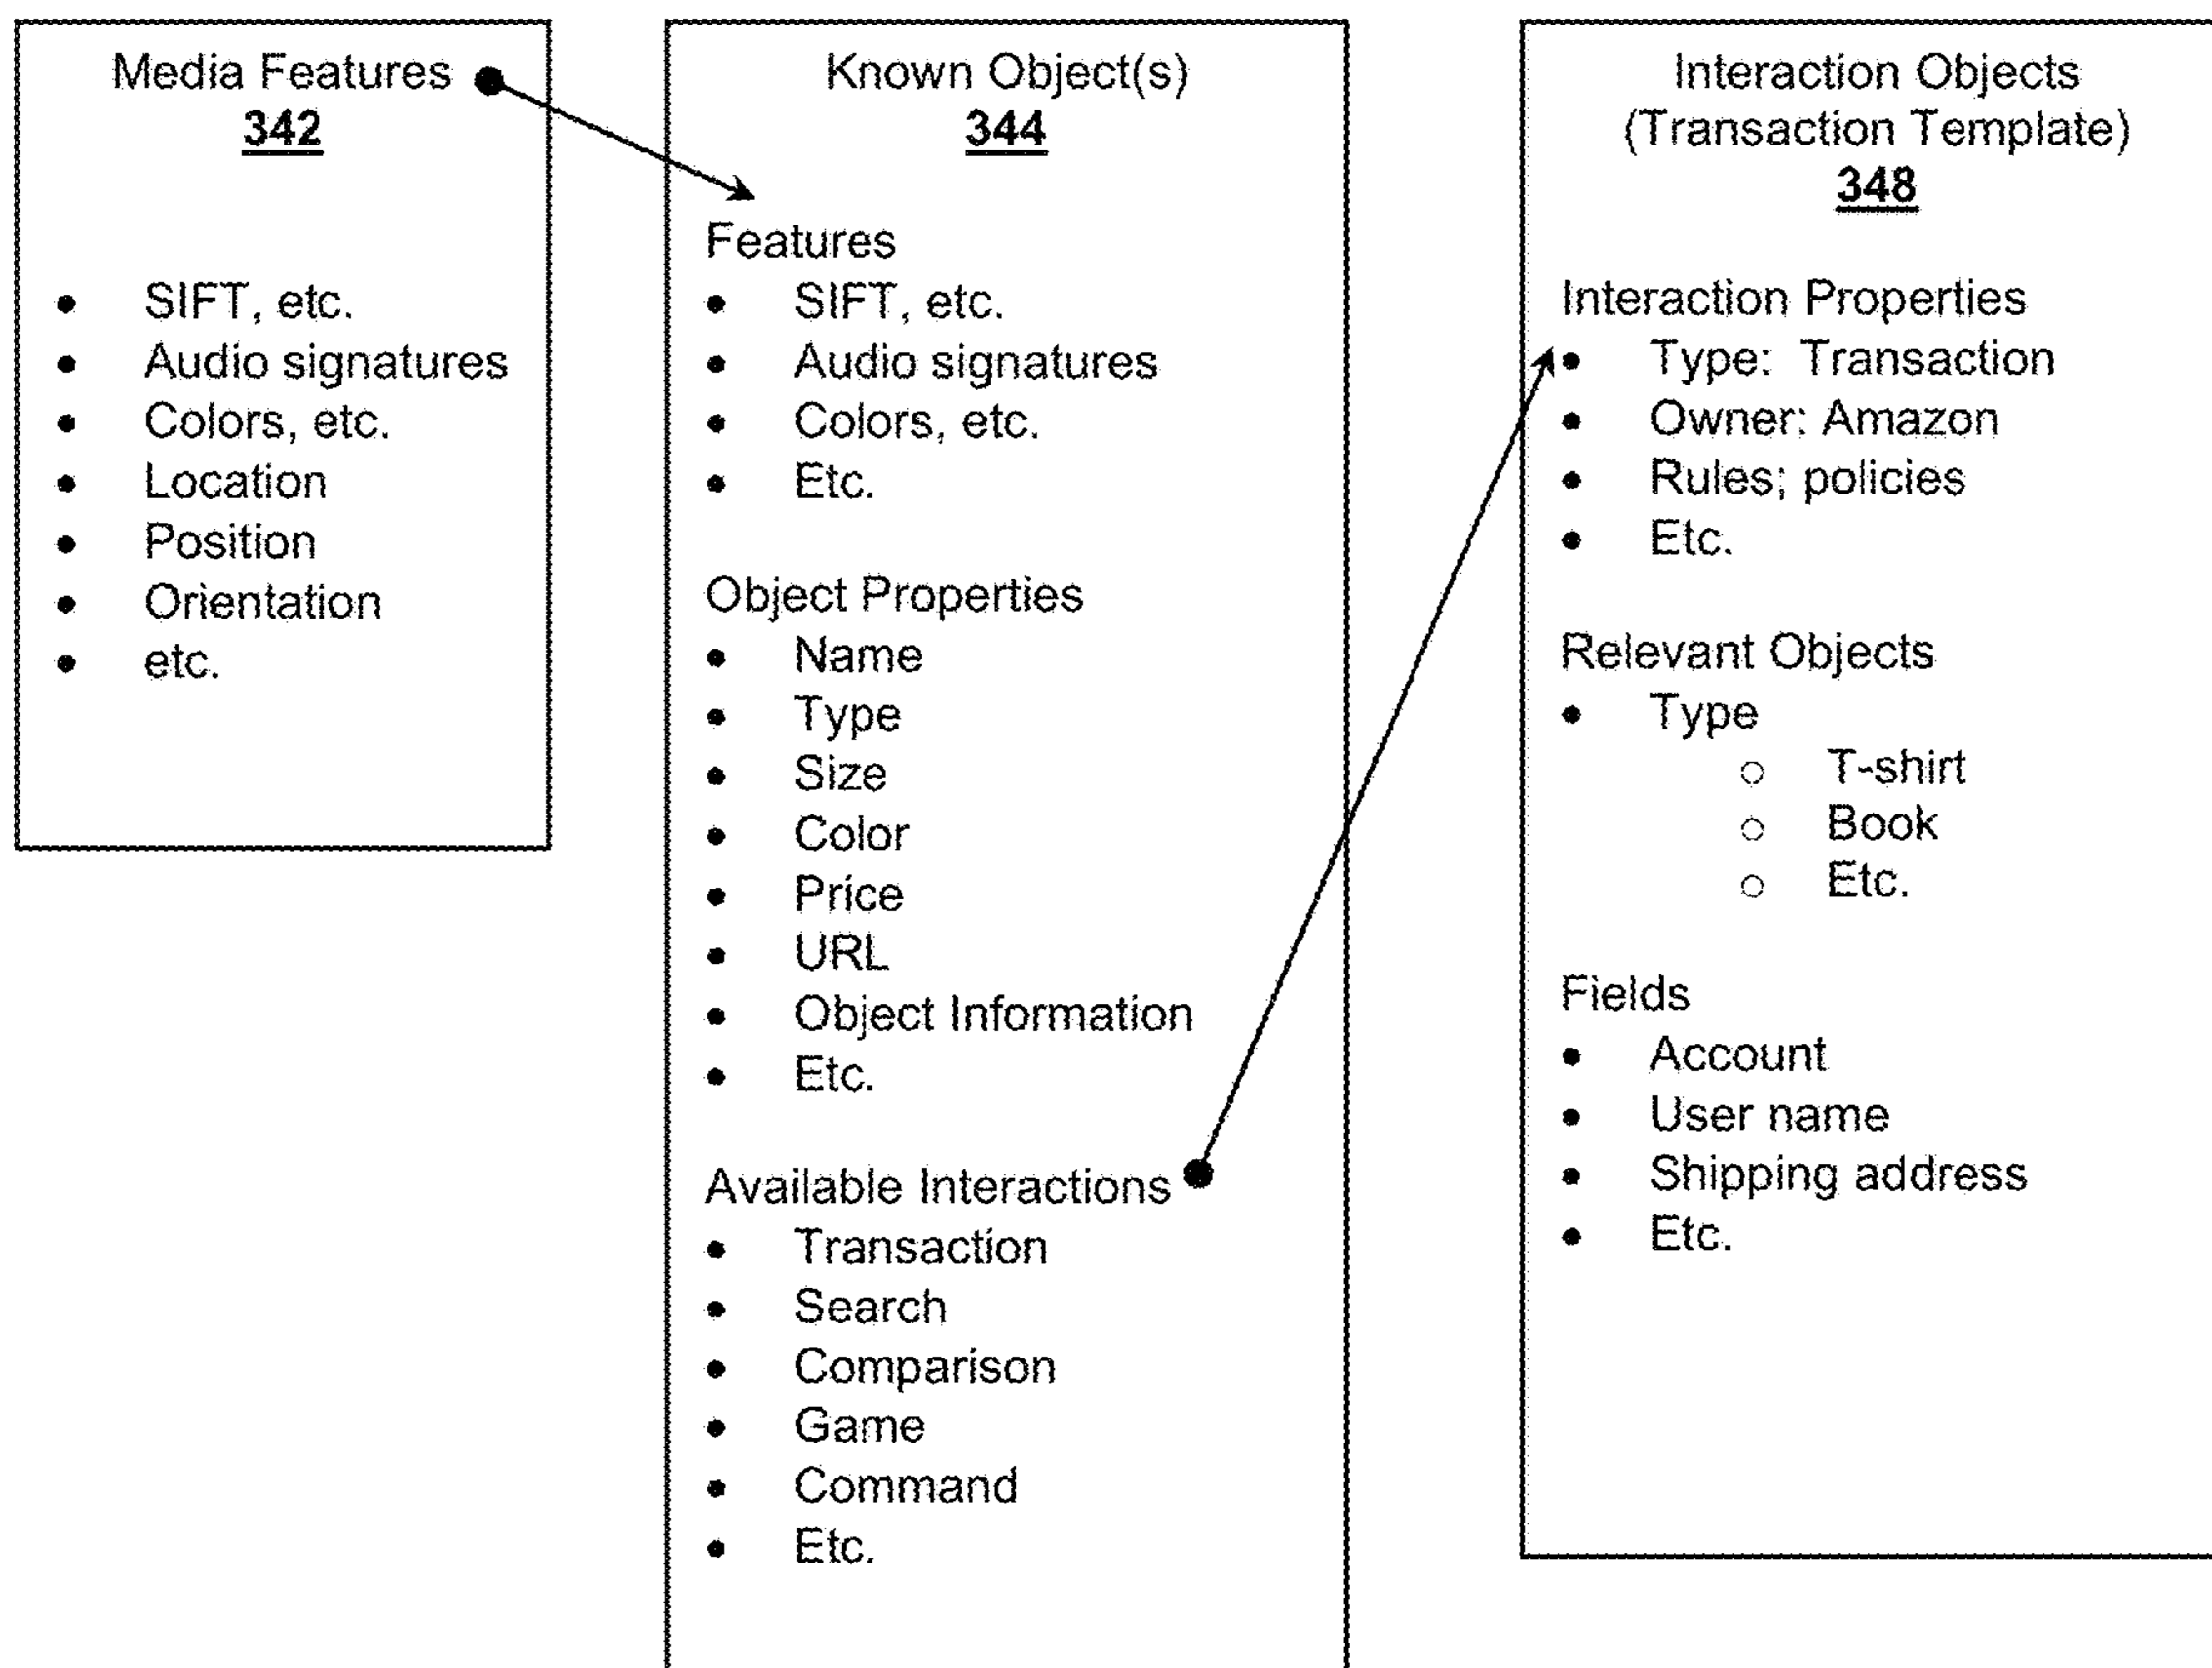 Media Features
342
• SIFT, etc.
• Audio signatures
• Colors, etc.
• Location
• Position
• Orientation
• etc.
Known Object(s)
344
Features
• SIFT, etc.
• Audio signatures
• Colors, etc.
• Etc.
Object Properties
• Name
• Type
• Size
• Color
• Price
• URL
• Object Information
• Etc.
Available Interactions
• Transaction
• Search
• Comparison
• Game
• Command
• Etc.
Interaction Objects
(Transaction Template)
348
Interaction Properties
• Type: Transaction
• Owner: Amazon
• Rules; policies
• Etc.
Relevant Objects
• Type
○ T-shirt
○ Book
○ Etc.
Fields
• Account
• User name
• Shipping address
• Etc.